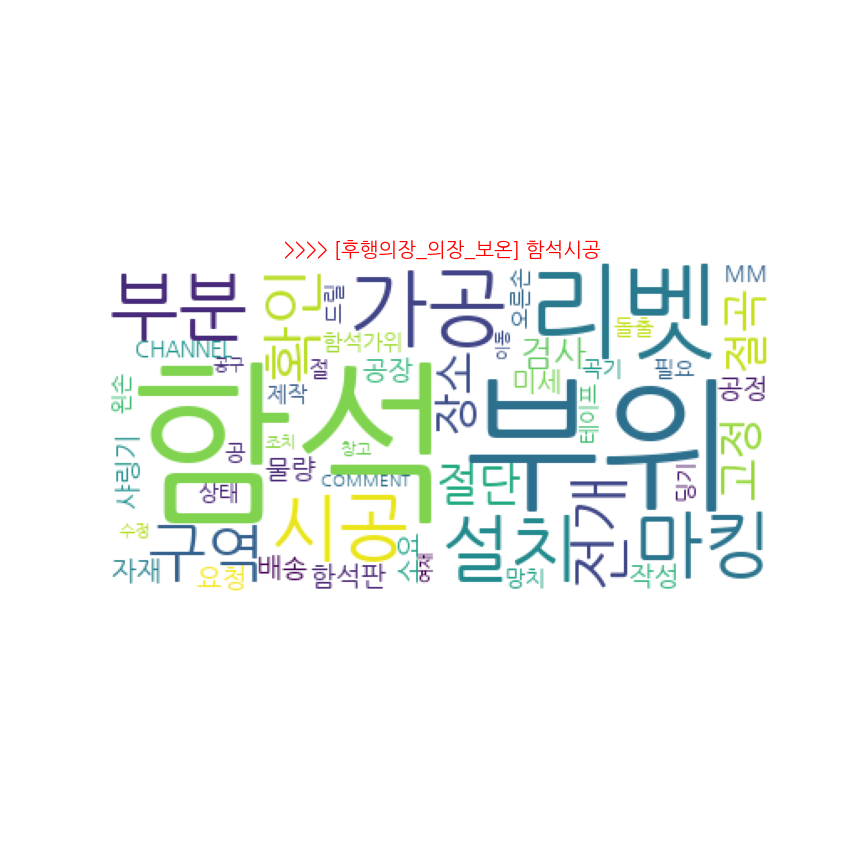 >>>> [후행의장_의장_보온] 함석시공
부분
확인
드릴
가공
오른손
리벳
MM
CHANNEL
공구
함석가위
이동
돌출
절곡
왼손
절
공장
장소
검사
곡기
필요
제작
미세
공정
함석
부위
테이프
샤링기
공
조치
창고
물량
COMMENT
상태
절단
딩기
고정
수정
구역
시공
설치
전개
마킹
자재
요청
배송
함석판
수요
여재
망치
작성